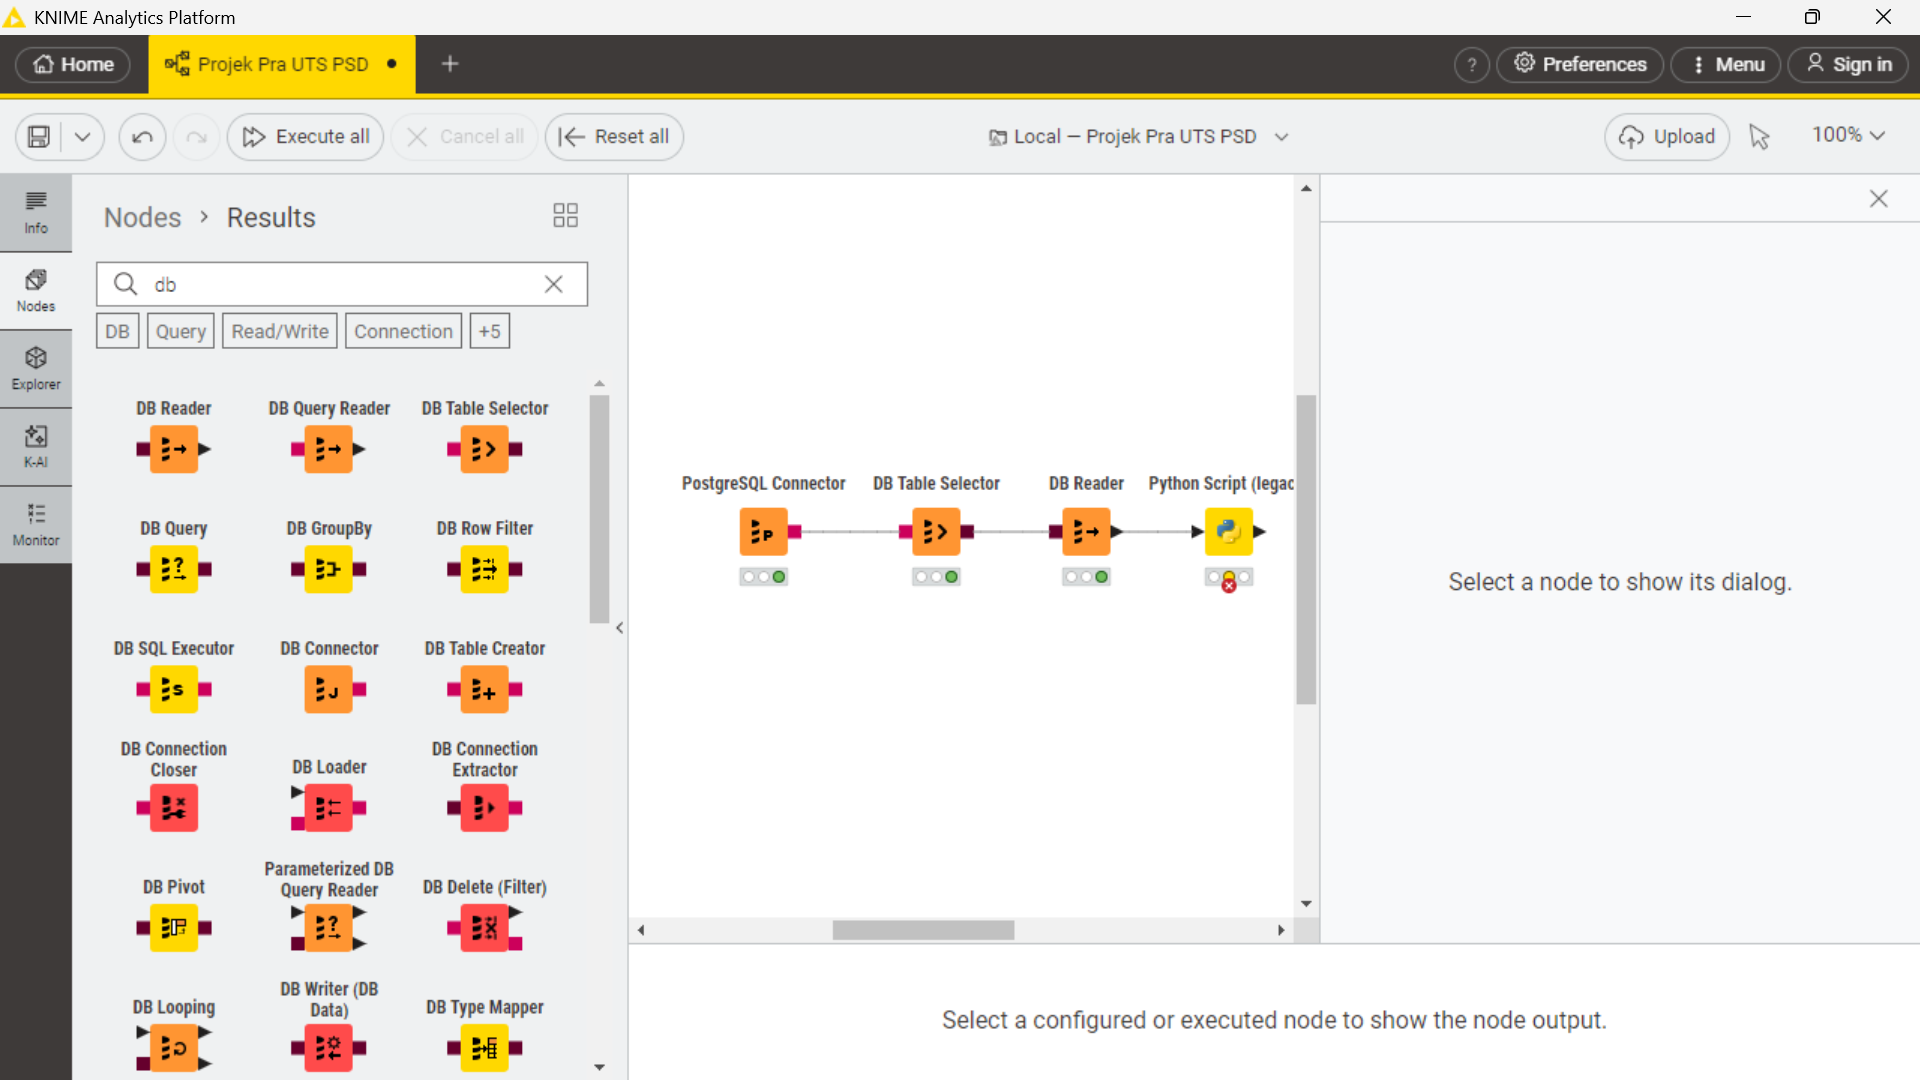 KNIME Analytics Platform
Home
Projek Pra UTS PSD
?
Preferences
Menu
Sign in
Execute all
Cancel all
Reset all
Local — Projek Pra UTS PSD
Upload
100%
Info
Nodes
Explorer
K-AI
Monitor
Nodes > Results
db
DB
Query
Read/Write
Connection
+5
DB Reader
DB Query Reader
DB Table Selector
DB Query
DB GroupBy
DB Row Filter
DB SQL Executor
DB Connector
DB Table Creator
DB Connection
Closer
DB Loader
DB Connection
Extractor
DB Pivot
Parameterized DB
Query Reader
DB Delete (Filter)
DB Looping
DB Writer (DB
Data)
DB Type Mapper
PostgreSQL Connector
DB Table Selector
DB Reader
Python Script (legac
Select a node to show its dialog.
Select a configured or executed node to show the node output.